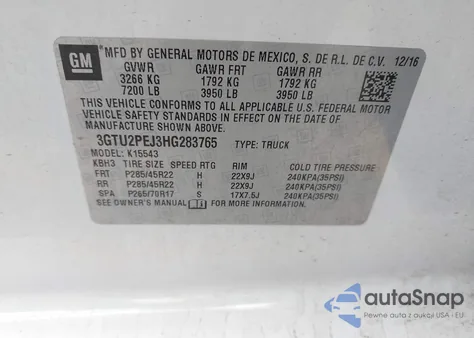 GM
MFD BY GENERAL MOTORS DE MEXICO, S. DE R.L. DE C.V. 12/16
GVWR GAWR FRT GAWR RR
3266 KG 1792 KG 1792 KG
7200 LB 3950 LB 3950 LB
THIS VEHICLE CONFORMS TO ALL APPLICABLE U.S. FEDERAL MOTOR
VEHICLE SAFETY STANDARDS IN EFFECT ON THE DATE OF
MANUFACTURE SHOWN ABOVE.
3GTU2PEJ3HG283765 TYPE: TRUCK
MODEL: K15543
KBH3 TIRE SIZE SPEED RTG RIM COLD TIRE PRESSURE
FRT P285/45R22 H 22X9J 240KPA(35PSI)
RR P285/45R22 H 22X9J 240KPA(35PSI)
SPA P265/70R17 S 17X7.5J 240KPA(35PSI)
SEE OWNER'S MANUAL FOR MORE INFORMATION.
autoSnap
Pewne auto z USA - EU